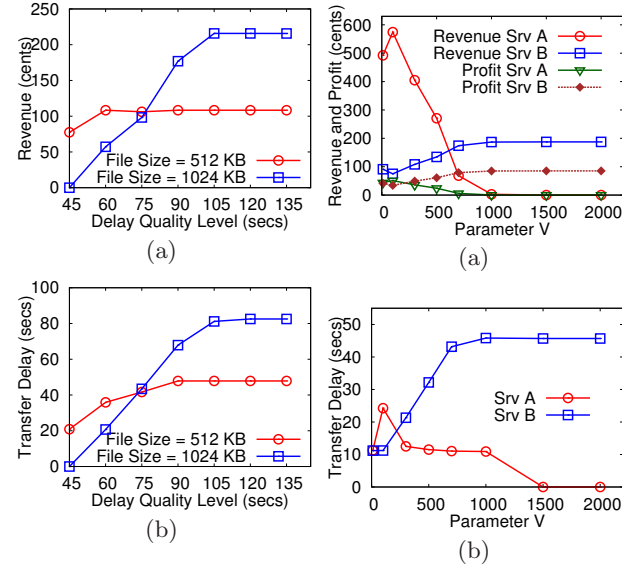 250
200
150
100
50
0
Revenue (cents)
File Size = 512 KB
File Size = 1024 KB
45 60 75 90 105 120 135
Delay Quality Level (secs)
(a)
600
500
400
300
200
100
0
Revenue and Profit (cents)
Revenue Srv A
Revenue Srv B
Profit Srv A
Profit Srv B
0 500 1000 1500 2000
Parameter V
(a)
100
80
60
40
20
0
Transfer Delay (secs)
File Size = 512 KB
File Size = 1024 KB
45 60 75 90 105 120 135
Delay Quality Level (secs)
(b)
50
40
30
20
10
0
Transfer Delay (secs)
Srv A
Srv B
0 500 1000 1500 2000
Parameter V
(b)